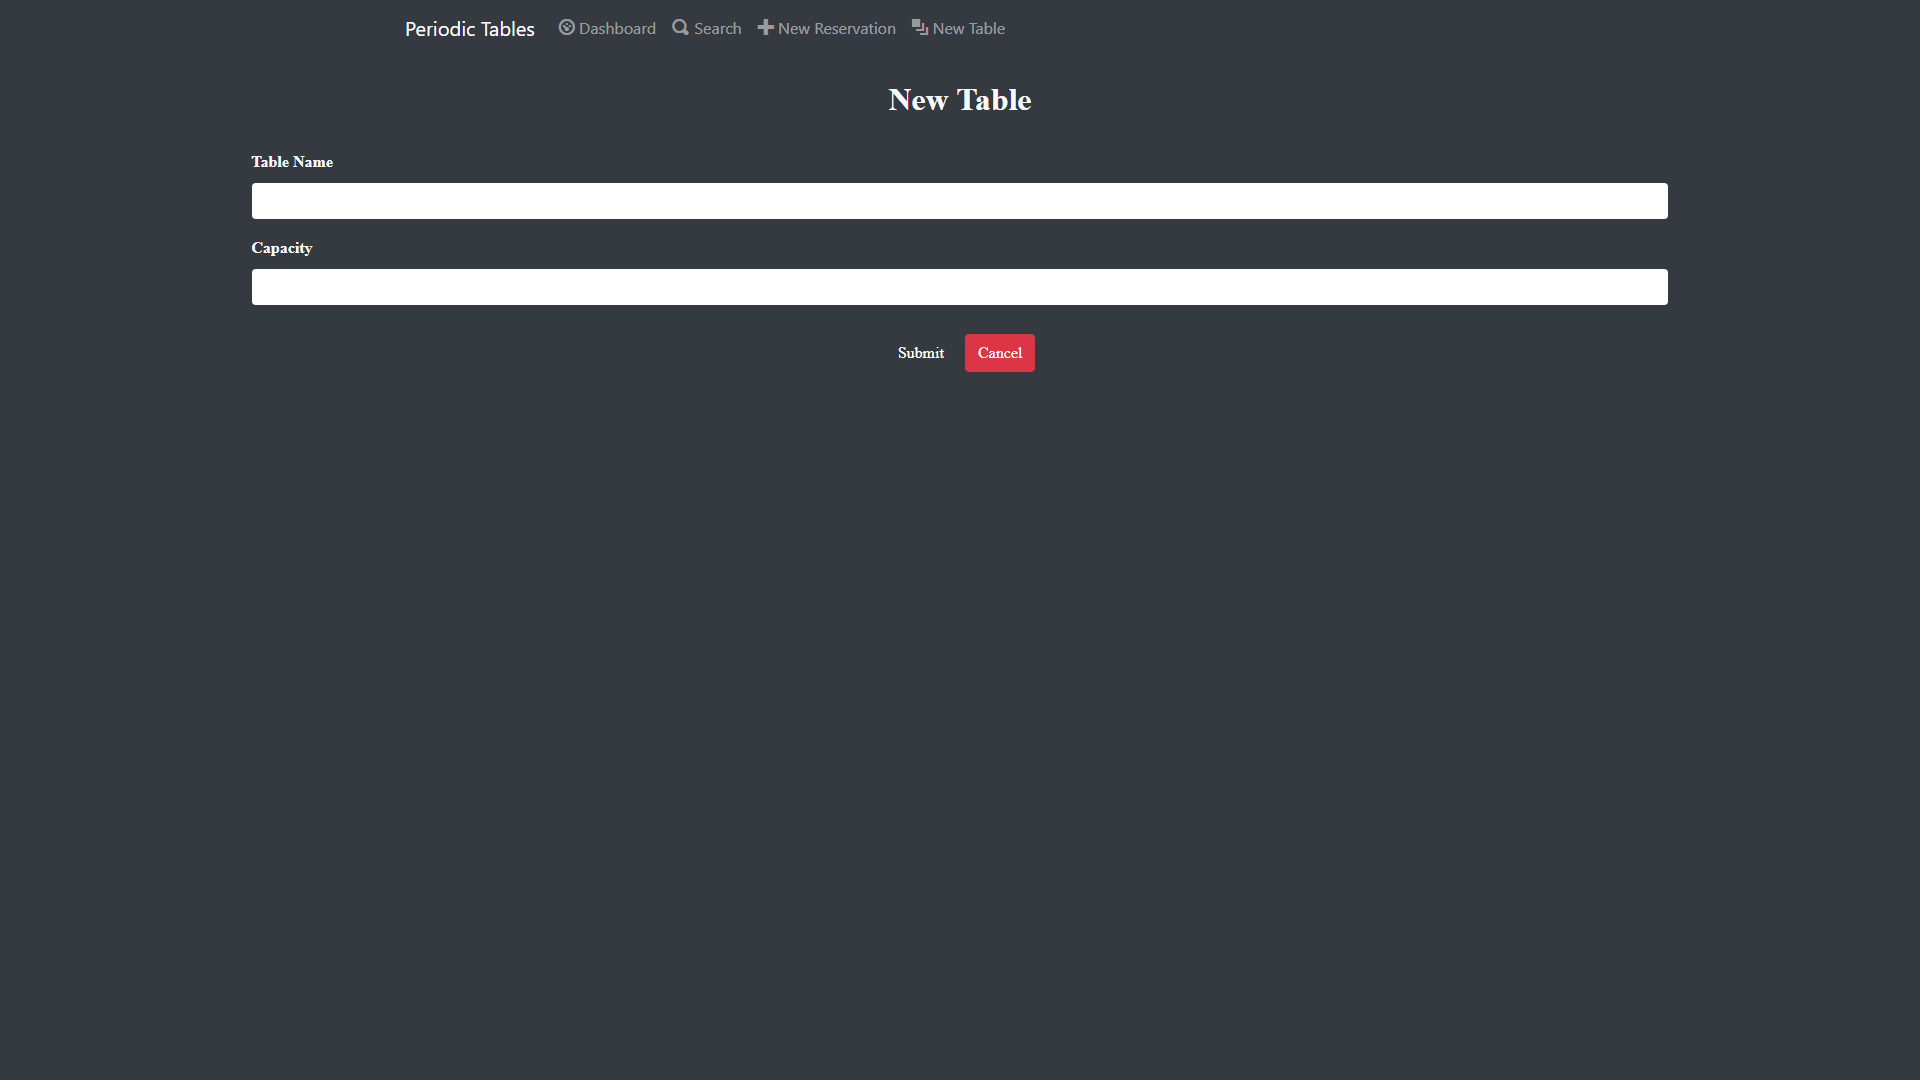 Periodic Tables Dashboard Search New Reservation New Table
New Table
Table Name
Capacity
Submit Cancel